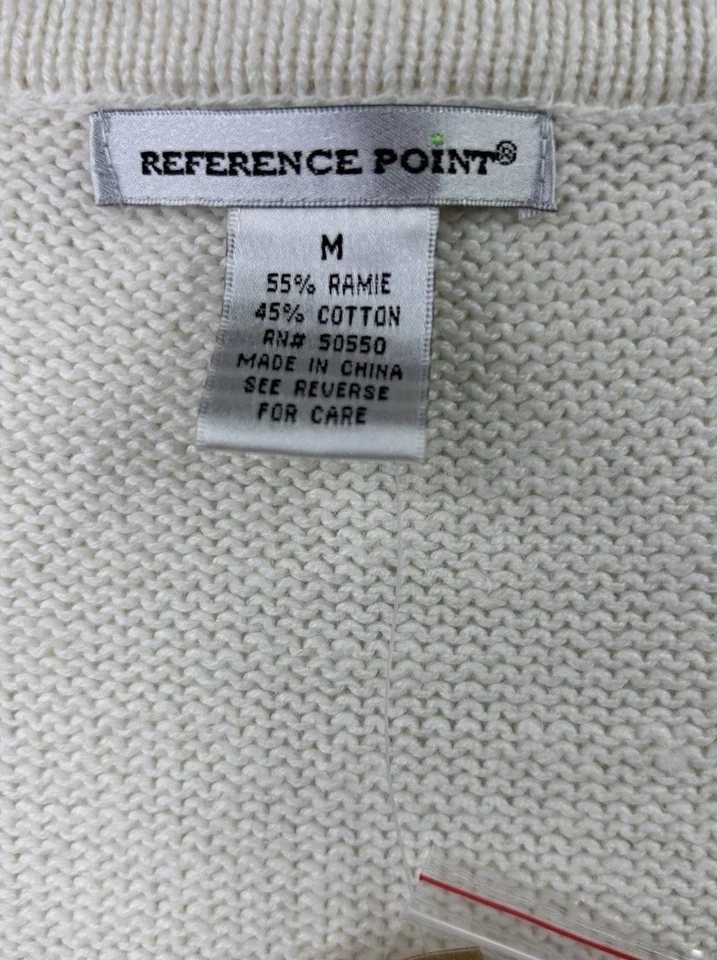 REFERENCE POINT®
M
55% RAMIE
45% COTTON
RN# 50550
MADE IN CHINA
SEE REVERSE
FOR CARE